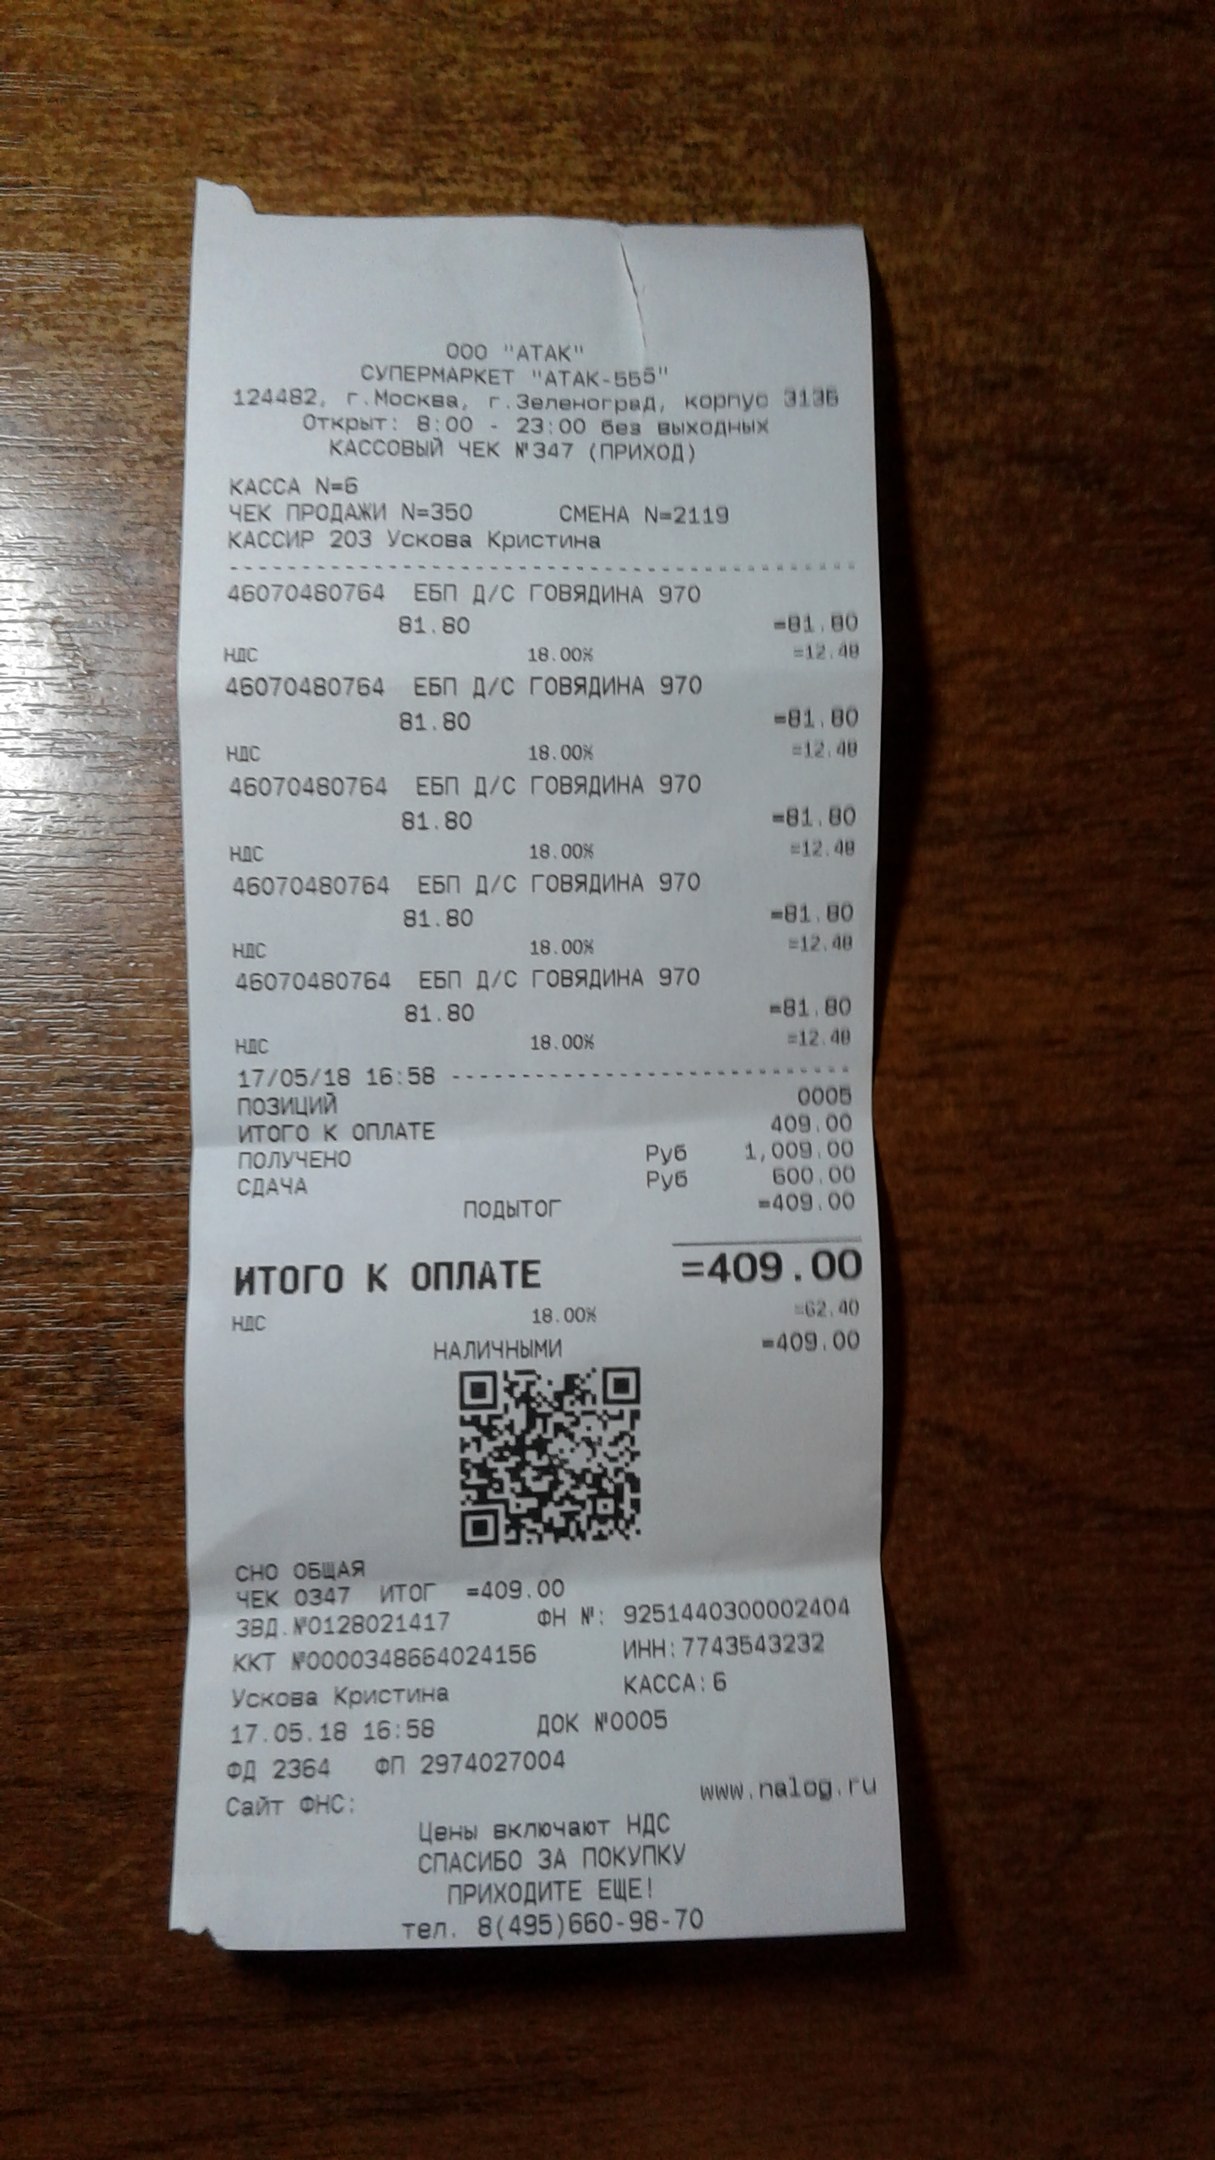 ООО "АТАК"
СУПЕРМАРКЕТ "АТАК-555"
124482, г.Москва, г.Зеленоград, корпус 313Б
Открыт: 8:00 - 23:00 без выходных
КАССОВЫЙ ЧЕК №347 (ПРИХОД)
КАССА N=6
ЧЕК ПРОДАЖИ N=350 СМЕНА N=2119
КАССИР 203 Ускова Кристина
46070480764 ЕБП Д/С ГОВЯДИНА 970
81.80 =81.80
НДС 18.00% =12.48
46070480764 ЕБП Д/С ГОВЯДИНА 970
81.80 =81.80
НДС 18.00% =12.48
46070480764 ЕБП Д/С ГОВЯДИНА 970
81.80 =81.80
НДС 18.00% =12.48
46070480764 ЕБП Д/С ГОВЯДИНА 970
81.80 =81.80
НДС 18.00% =12.48
46070480764 ЕБП Д/С ГОВЯДИНА 970
81.80 =81.80
НДС 18.00% =12.48
17/05/18 16:58
ПОЗИЦИЙ 0005
ИТОГО К ОПЛАТЕ 409.00
ПОЛУЧЕНО Руб 1,009.00
СДАЧА Руб 600.00
ПОДЫТОГ =409.00
ИТОГО К ОПЛАТЕ =409.00
НДС 18.00% =62.40
НАЛИЧНЫМИ =409.00
СНО ОБЩАЯ
ЧЕК 0347 ИТОГ =409.00
ЗВД.№0128021417 ФН №: 9251440300002404
ККТ №0000348664024156 ИНН:7743543232
Ускова Кристина КАССА:6
17.05.18 16:58 ДОК №0005
ФД 2364 ФП 2974027004
Сайт ФНС: www.nalog.ru
Цены включают НДС
СПАСИБО ЗА ПОКУПКУ
ПРИХОДИТЕ ЕЩЕ!
тел. 8(495)660-98-70